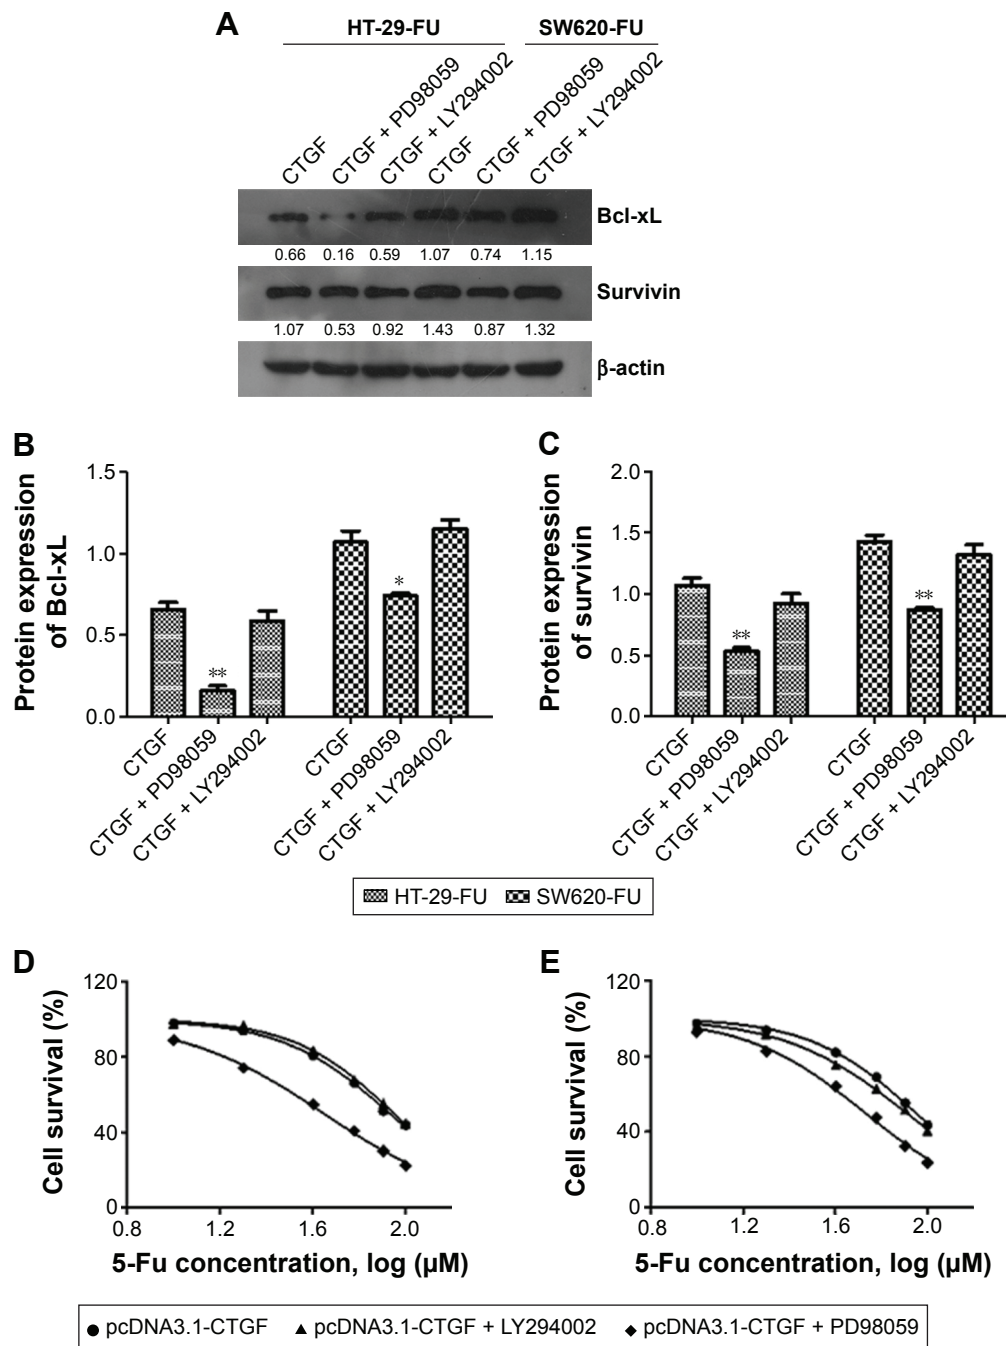 A
HT-29-FU
SW620-FU
CTGF
CTGF + PD98059
CTGF + LY294002
CTGF
CTGF + PD98059
CTGF + LY294002
Bcl-xL
0.66 0.16 0.59 1.07 0.74 1.15
Survivin
1.07 0.53 0.92 1.43 0.87 1.32
β-actin
B
Protein expression
of Bcl-xL
1.5
1.0
0.5
0.0
**
*
CTGF
CTGF + PD98059
CTGF + LY294002
CTGF
CTGF + PD98059
CTGF + LY294002
C
Protein expression
of survivin
2.0
1.5
1.0
0.5
0.0
**
**
CTGF
CTGF + PD98059
CTGF + LY294002
CTGF
CTGF + PD98059
CTGF + LY294002
HT-29-FU SW620-FU
D
Cell survival (%)
120
80
40
0
0.8 1.2 1.6 2.0
5-Fu concentration, log (µM)
E
Cell survival (%)
120
80
40
0
0.8 1.2 1.6 2.0
5-Fu concentration, log (µM)
pcDNA3.1-CTGF pcDNA3.1-CTGF + LY294002 pcDNA3.1-CTGF + PD98059